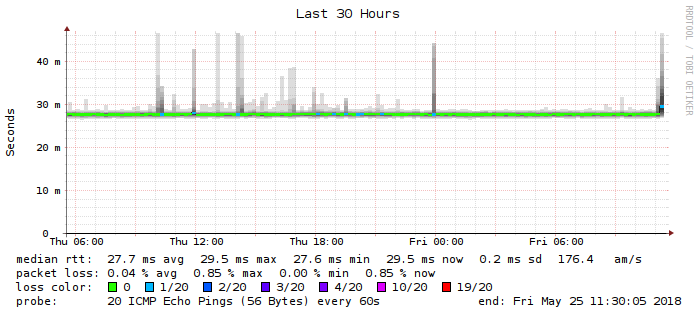 Last 30 Hours
RRDTOOL / TOBI OETIKER
Seconds
40 m
30 m
20 m
10 m
0
Thu 06:00 Thu 12:00 Thu 18:00 Fri 00:00 Fri 06:00
median rtt: 27.7 ms avg 29.5 ms max 27.6 ms min 29.5 ms now 0.2 ms sd 176.4 am/s
packet loss: 0.04 % avg 0.85 % max 0.00 % min 0.85 % now
loss color: 0 1/20 2/20 3/20 4/20 10/20 19/20
probe: 20 ICMP Echo Pings (56 Bytes) every 60s end: Fri May 25 11:30:05 2018